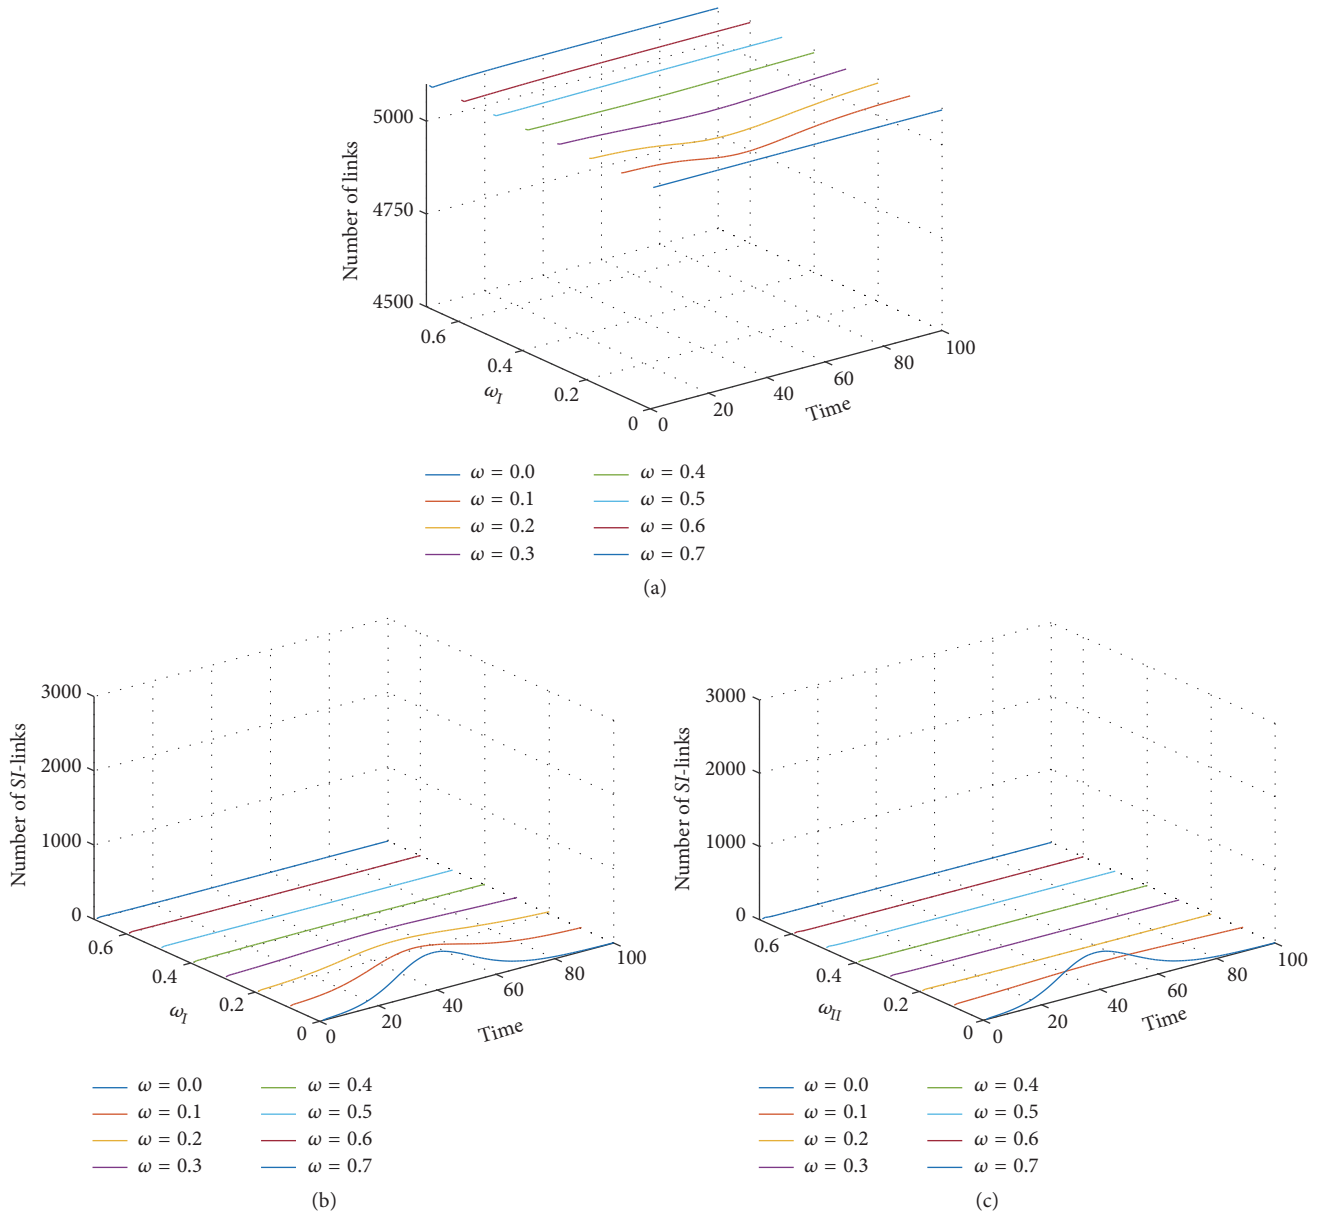 Number of links
5000
4750
4500
0.6
0.4
0.2
0
ω_I
0
20
40
60
80
100
Time
ω = 0.0
ω = 0.1
ω = 0.2
ω = 0.3
ω = 0.4
ω = 0.5
ω = 0.6
ω = 0.7
(a)
Number of SI-links
3000
2000
1000
0
0.6
0.4
0.2
0
ω_I
0
20
40
60
80
100
Time
ω = 0.0
ω = 0.1
ω = 0.2
ω = 0.3
ω = 0.4
ω = 0.5
ω = 0.6
ω = 0.7
(b)
Number of SI-links
3000
2000
1000
0
0.6
0.4
0.2
0
ω_II
0
20
40
60
80
100
Time
ω = 0.0
ω = 0.1
ω = 0.2
ω = 0.3
ω = 0.4
ω = 0.5
ω = 0.6
ω = 0.7
(c)